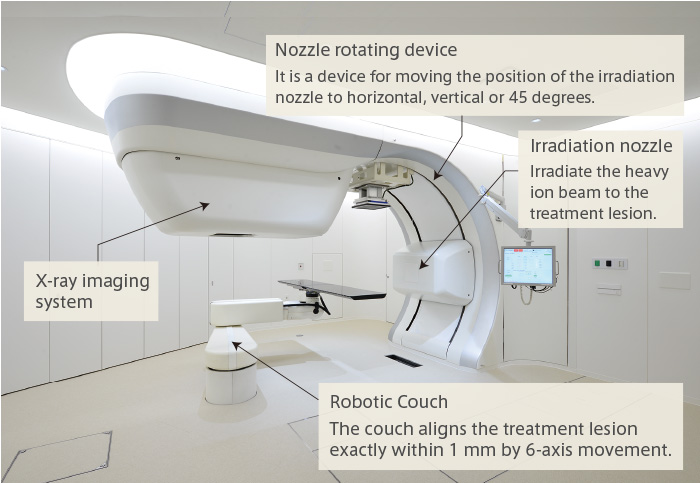 Nozzle rotating device
It is a device for moving the position of the irradiation
nozzle to horizontal, vertical or 45 degrees.
Irradiation nozzle
Irradiate the heavy
ion beam to the
treatment lesion.
X-ray imaging
system
Robotic Couch
The couch aligns the treatment lesion
exactly within 1 mm by 6-axis movement.